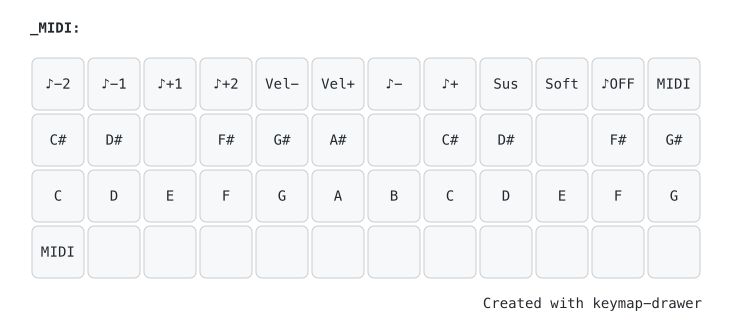 _MIDI:
♪−2 ♪−1 ♪+1 ♪+2 Vel− Vel+ ♪− ♪+ Sus Soft ♪OFF MIDI
C# D# F# G# A# C# D# F# G#
C D E F G A B C D E F G
MIDI
Created with keymap−drawer